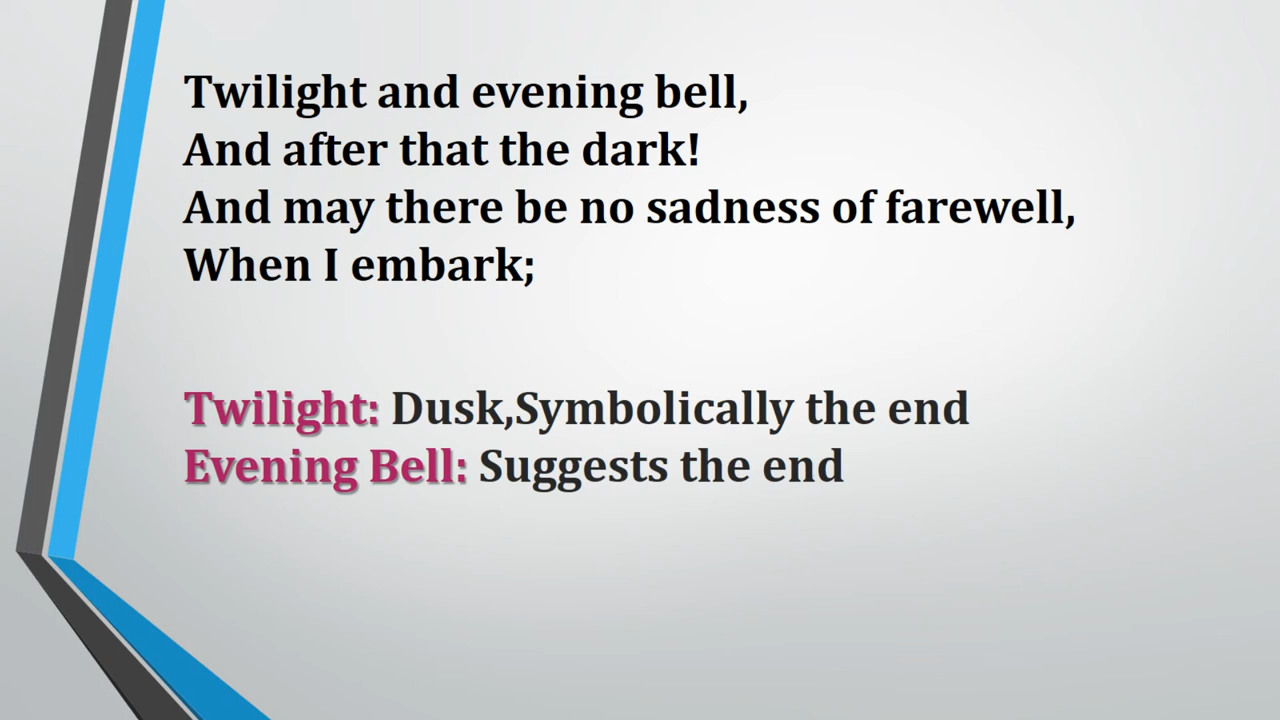 Twilight and evening bell,
And after that the dark!
And may there be no sadness of farewell,
When I embark;
Twilight: Dusk,Symbolically the end
Evening Bell: Suggests the end